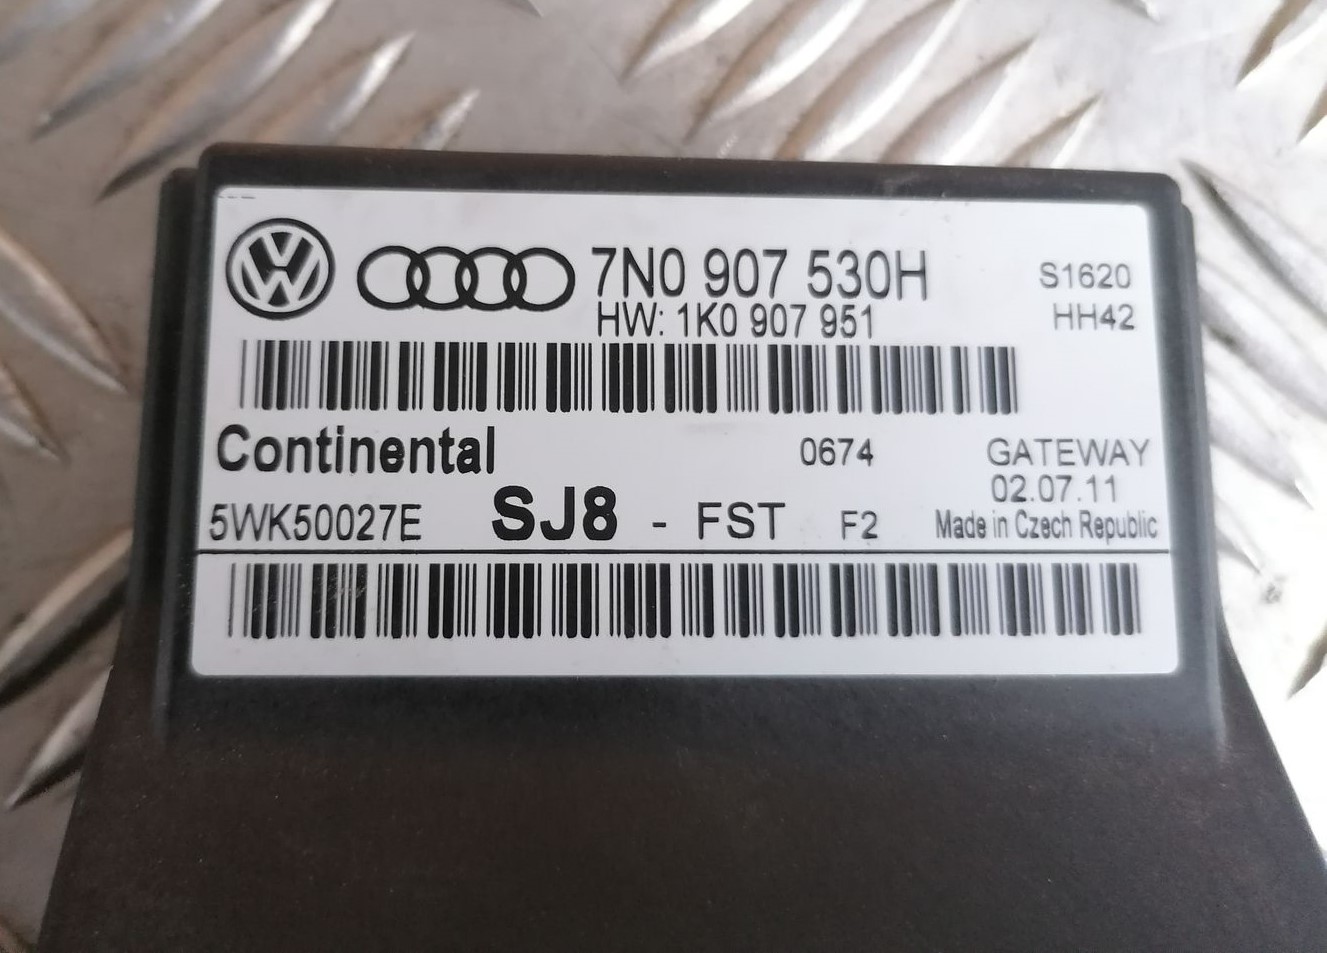 7N0 907 530H S1620
HW: 1K0 907 951 HH42
Continental 0674 GATEWAY
02.07.11
5WK50027E SJ8 - FST F2 Made in Czech Republic